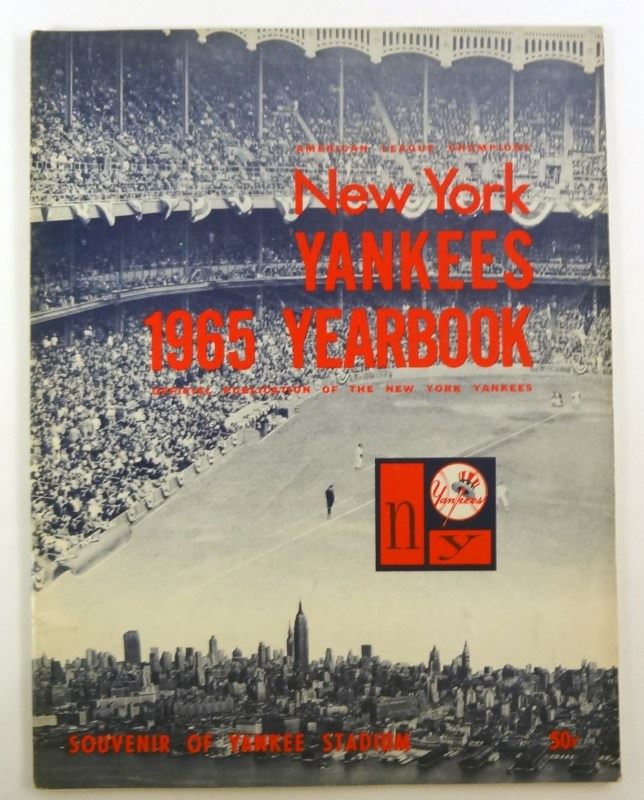 AMERICAN LEAGUE CHAMPIONS
New York
YANKEES
1965 YEARBOOK
OFFICIAL PUBLICATION OF THE NEW YORK YANKEES
n
Yankees
y
SOUVENIR OF YANKEE STADIUM
50¢